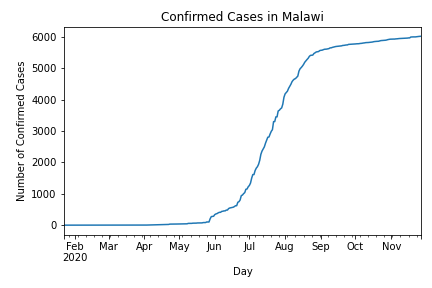 Confirmed Cases in Malawi
Number of Confirmed Cases
6000
5000
4000
3000
2000
1000
0
Feb Mar Apr May Jun Jul Aug Sep Oct Nov
2020
Day